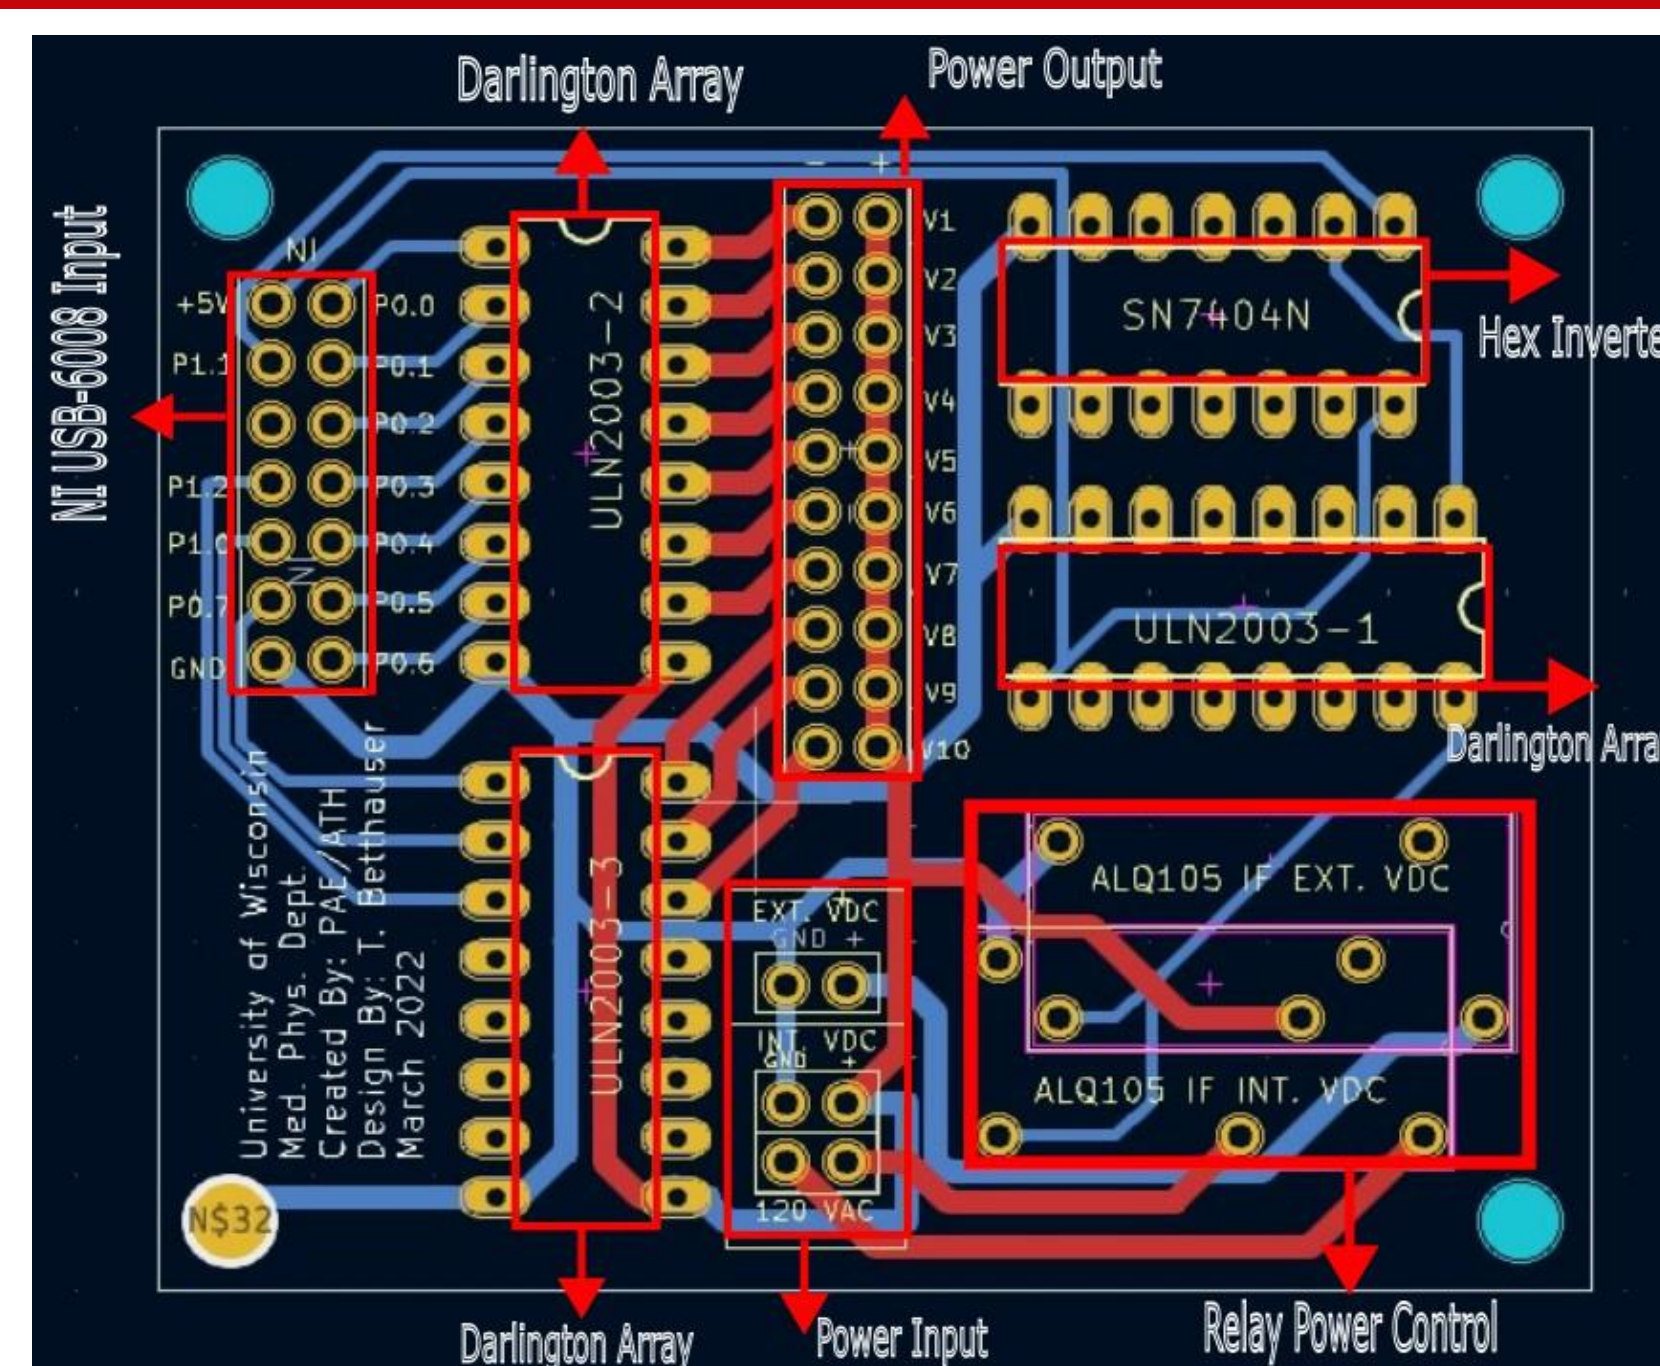 Darlington Array
Power Output
NI USB-6008 Input
NI
- +
+5V
P1.1
P1.2
P1.0
P0.7
GND
P0.0
P0.1
P0.2
P0.3
P0.4
P0.5
P0.6
NI
ULN2003-2
V1
V2
V3
V4
V5
V6
V7
V8
V9
V10
SN7404N
Hex Inverte
ULN2003-1
Darlington Arra
University of Wisconsin
Med. Phys. Dept.
Created By: PAE/ATH
Design By: T. Betthauser
March 2022
ULN2003-3
EXT. VDC
GND +
INT. VDC
GND +
120 VAC
ALQ105 IF EXT. VDC
ALQ105 IF INT. VDC
N$32
Darlington Array
Power Input
Relay Power Control